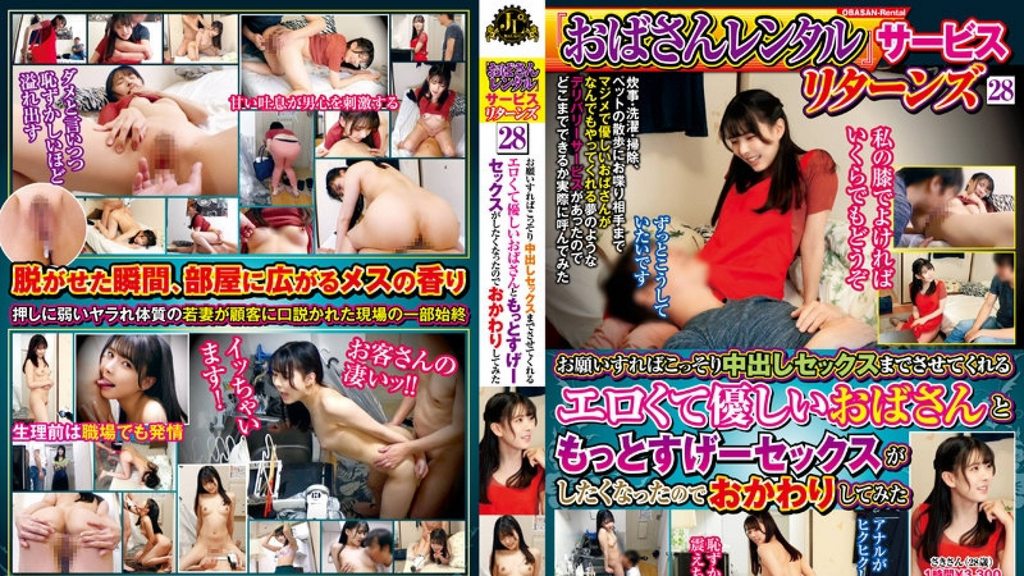 『おばさんレンタル』サービス
OBASAN-Rental
リターンズ 28
炊事・洗濯・掃除、
ペットの散歩にお喋り相手まで
マジメで優しいおばさんが
なんでもやってくれる夢のような
デリバリーサービスがあったので
どこまでできるか実際に呼んでみた
私の膝でよければ
いくらでもどうぞ
ずっとこうして
いたいです
お願いすればこっそり中出しセックスまでさせてくれる
エロくて優しいおばさんと
もっとすげーセックスが
したくなったのでおかわりしてみた
アナルが
さきさん(28歳)
1時間¥3,300
おばさん
レンタル
サービス
リターンズ
28
お願いすればこっそり中出しセックスまでさせてくれる
エロくて優しいおばさんともっとすげー
セックスがしたくなったのでおかわりしてみた
ダメと言いつつ
恥ずかしいほど
溢れ出す
甘い吐息が男心を刺激する
脱がせた瞬間、部屋に広がるメスの香り
押しに弱いヤラれ体質の若妻が顧客に口説かれた現場の一部始終
お客さんの
凄いッ!!
イッちゃい
ます!
生理前は職場でも発情